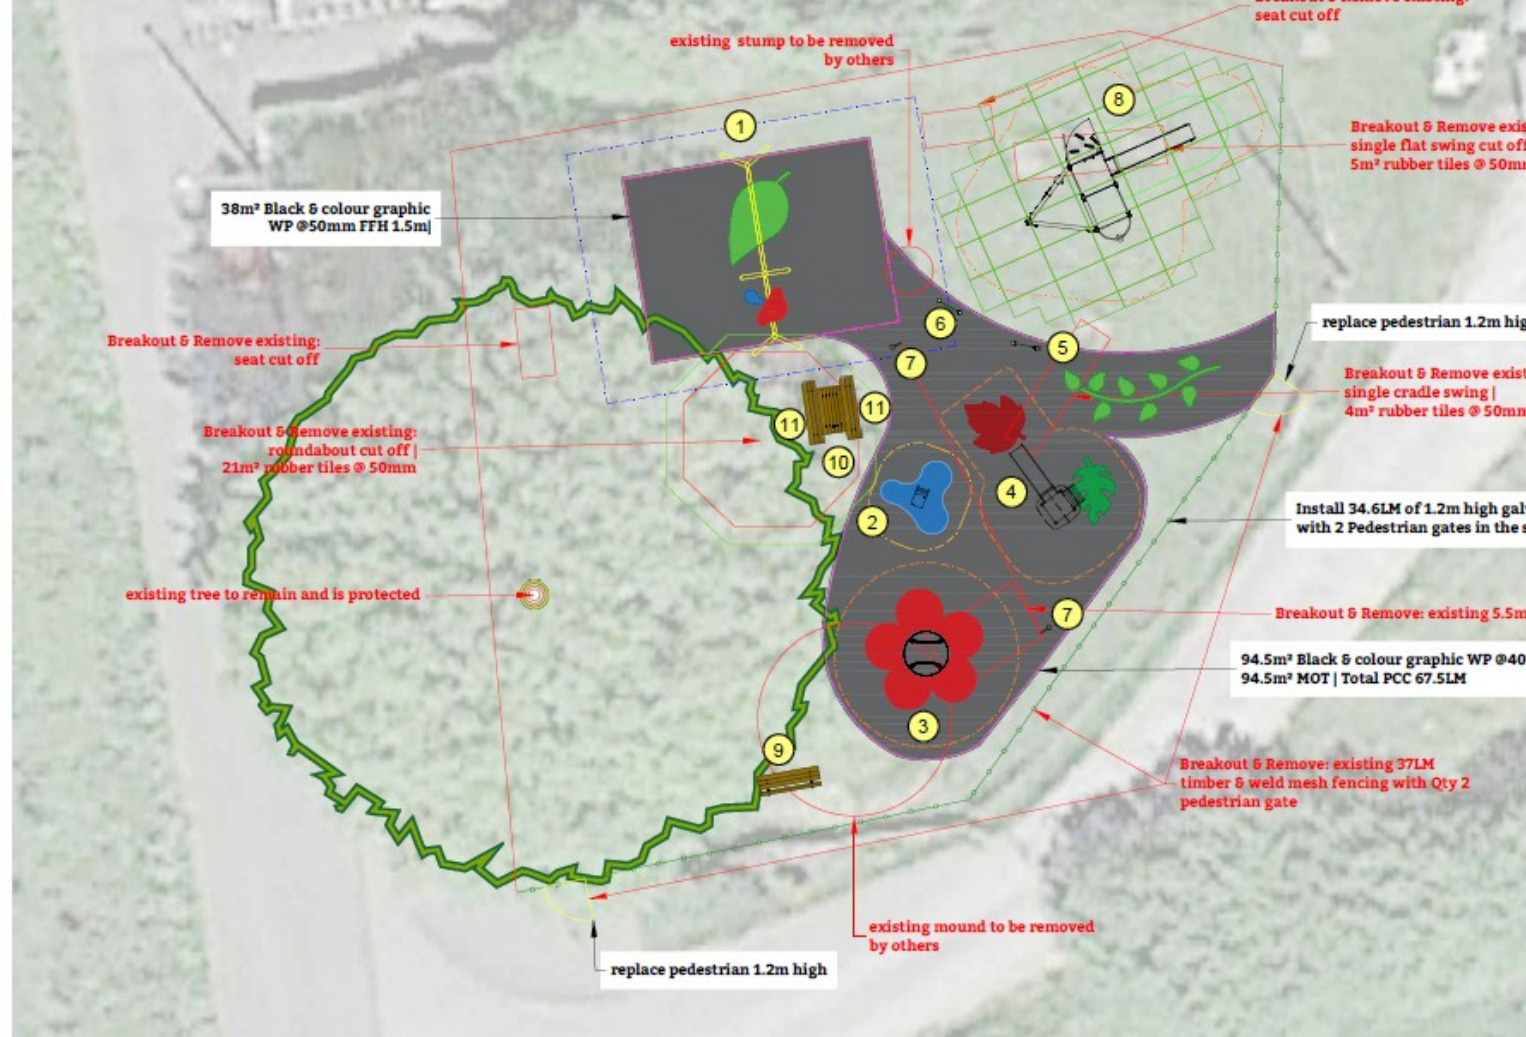 seat cut off
existing stump to be removed
by others
8
1
Breakout & Remove exis
single flat swing cut off
5m² rubber tiles @ 50mm
38m² Black & colour graphic
WP @50mm FFH 1.5m|
6
replace pedestrian 1.2m hig
Breakout & Remove existing:
seat cut off
5
7
Breakout & Remove exist
single cradle swing |
4m² rubber tiles @ 50mm
11
11
Breakout & Remove existing:
roundabout cut off |
21m² rubber tiles @ 50mm
10
4
2
Install 34.6LM of 1.2m high gal
with 2 Pedestrian gates in the s
existing tree to remain and is protected
7
Breakout & Remove: existing 5.5m
94.5m² Black & colour graphic WP @40
94.5m² MOT | Total PCC 67.5LM
3
9
Breakout & Remove: existing 37LM
timber & weld mesh fencing with Qty 2
pedestrian gate
existing mound to be removed
by others
replace pedestrian 1.2m high